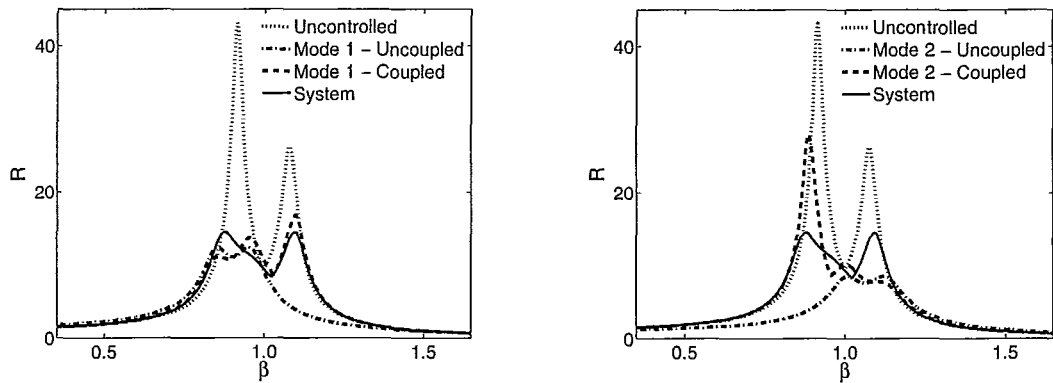 40
20
0
R
0.5
1.0
1.5
β
Uncontrolled
Mode 1 – Uncoupled
Mode 1 – Coupled
System
40
20
0
R
0.5
1.0
1.5
β
Uncontrolled
Mode 2 – Uncoupled
Mode 2 – Coupled
System